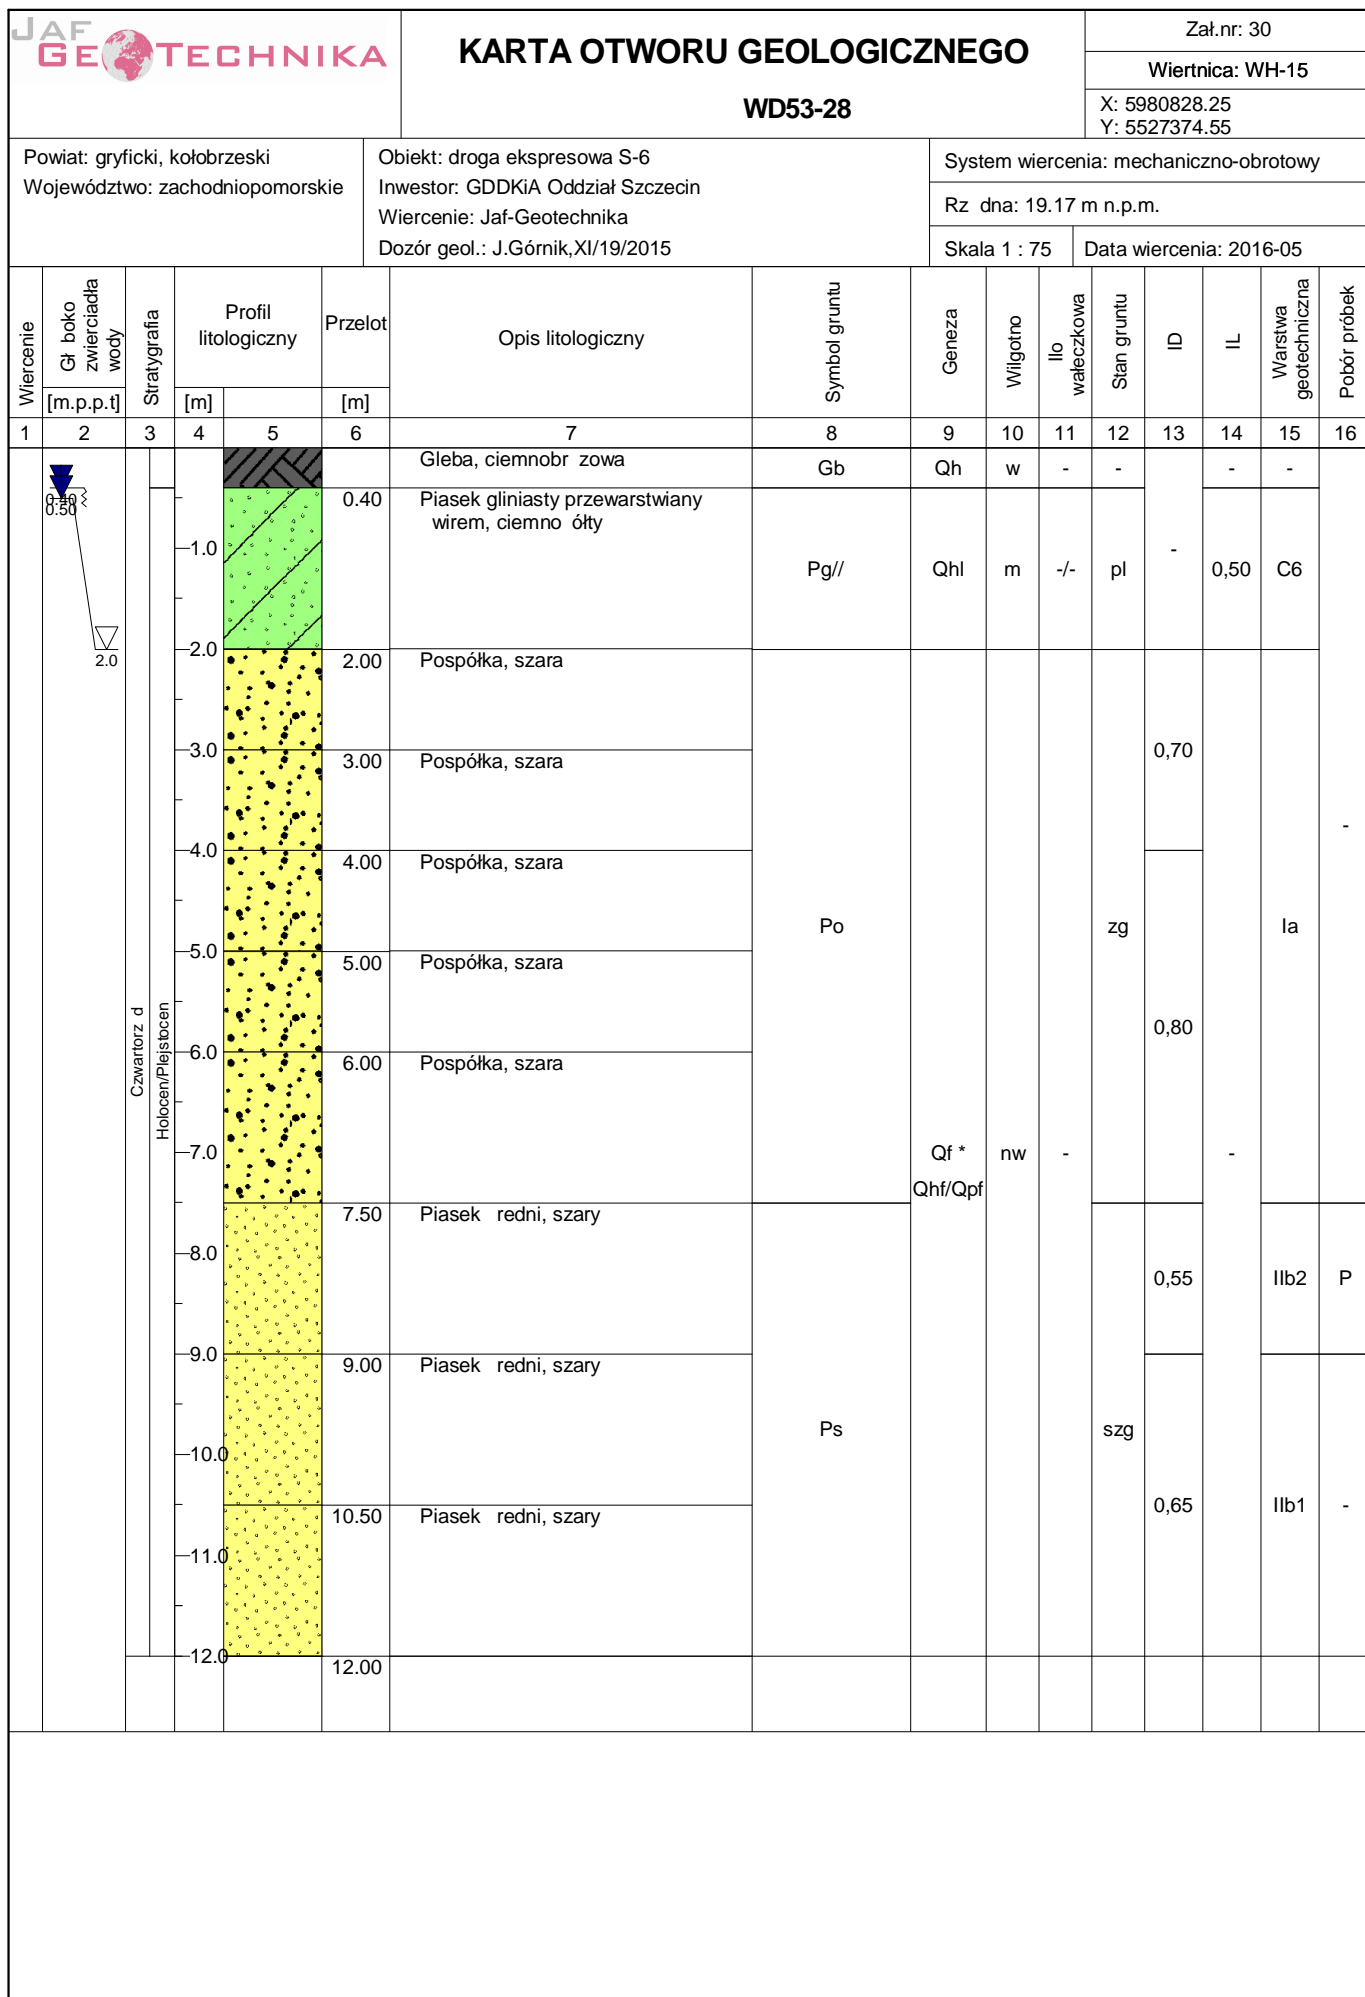 JAF
GEOTECHNIKA
KARTA OTWORU GEOLOGICZNEGO
WD53-28
Zał.nr: 30
Wiertnica: WH-15
X: 5980828.25
Y: 5527374.55
Powiat: gryficki, kołobrzeski
Województwo: zachodniopomorskie
Obiekt: droga ekspresowa S-6
Inwestor: GDDKiA Oddział Szczecin
Wiercenie: Jaf-Geotechnika
Dozór geol.: J.Górnik,XI/19/2015
System wiercenia: mechaniczno-obrotowy
Rz dna: 19.17 m n.p.m.
Skala 1 : 75
Data wiercenia: 2016-05
Wiercenie
Gł boko
zwierciadła
wody
[m.p.p.t]
Stratygrafia
Profil
litologiczny
[m]
Przelot
[m]
Opis litologiczny
Symbol gruntu
Geneza
Wilgotno
Ilo
wałeczkowa
Stan gruntu
ID
IL
Warstwa
geotechniczna
Pobór próbek
1 2 3 4 5 6 7 8 9 10 11 12 13 14 15 16
Gleba, ciemnobr zowa
Gb Qh w - - - -
0.40
0.50
0.40 Piasek gliniasty przewarstwiany
wirem, ciemno ółty
-1.0
Pg// Qhl m -/- pl - 0,50 C6
2.0
-2.0
2.00 Pospółka, szara
-3.0
3.00 Pospółka, szara
0,70
-
-4.0
4.00 Pospółka, szara
Po zg Ia
-5.0
5.00 Pospółka, szara
Czwartorz d
Holocen/Plejstocen
0,80
-6.0
6.00 Pospółka, szara
-7.0
Qf * nw - -
Qhf/Qpf
7.50 Piasek redni, szary
-8.0
0,55 IIb2 P
-9.0
9.00 Piasek redni, szary
Ps szg
-10.0
10.50 Piasek redni, szary
0,65 IIb1 -
-11.0
-12.0
12.00